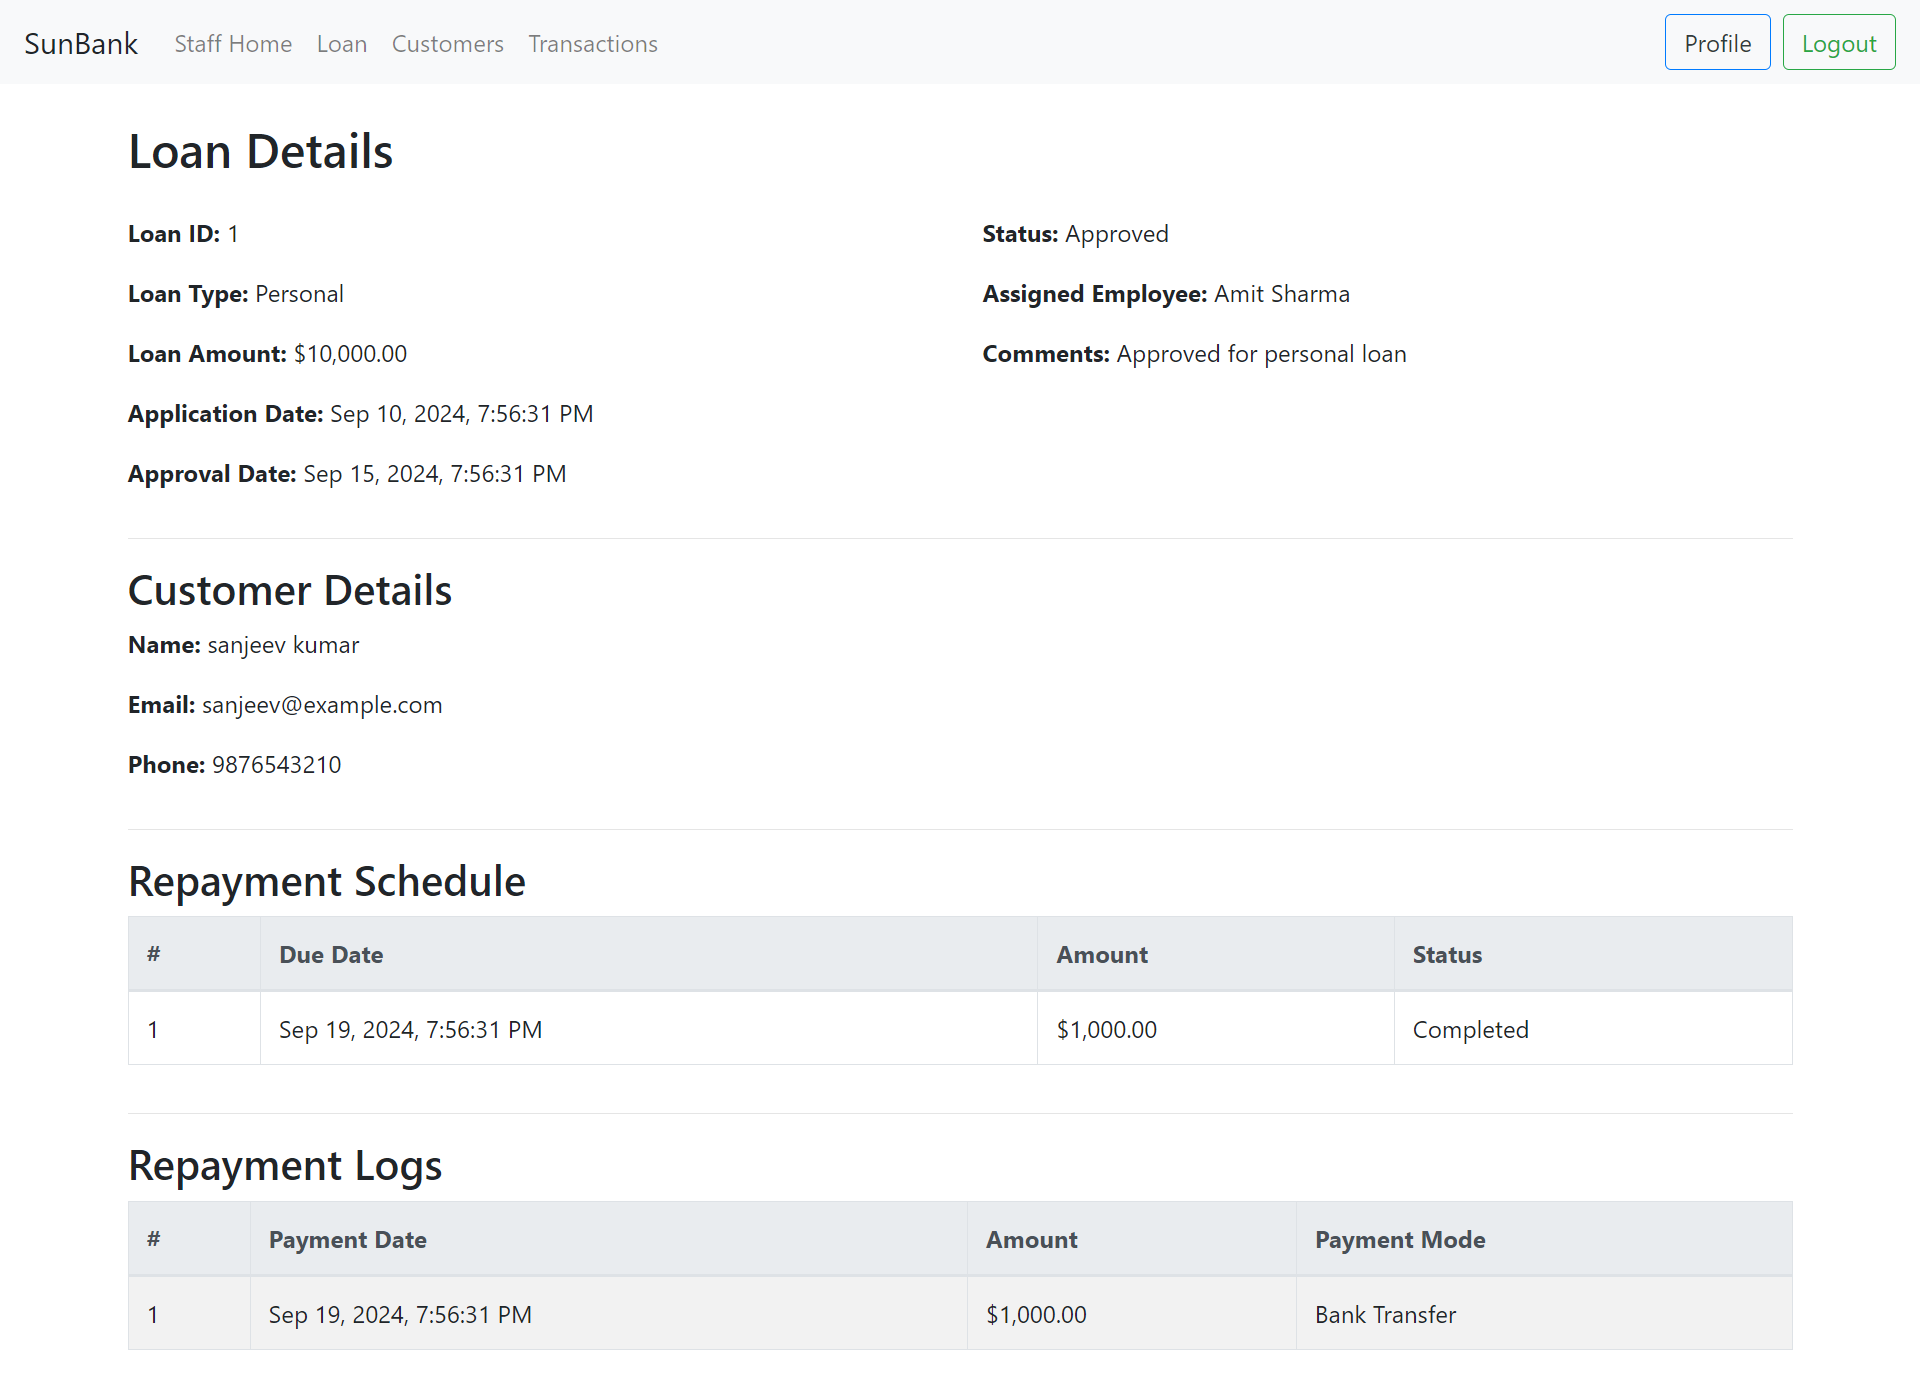 SunBank Staff Home Loan Customers Transactions Profile Logout
Loan Details
Loan ID: 1
Status: Approved
Loan Type: Personal
Assigned Employee: Amit Sharma
Loan Amount: $10,000.00
Comments: Approved for personal loan
Application Date: Sep 10, 2024, 7:56:31 PM
Approval Date: Sep 15, 2024, 7:56:31 PM
Customer Details
Name: sanjeev kumar
Email: sanjeev@example.com
Phone: 9876543210
Repayment Schedule
# Due Date Amount Status
1 Sep 19, 2024, 7:56:31 PM $1,000.00 Completed
Repayment Logs
# Payment Date Amount Payment Mode
1 Sep 19, 2024, 7:56:31 PM $1,000.00 Bank Transfer